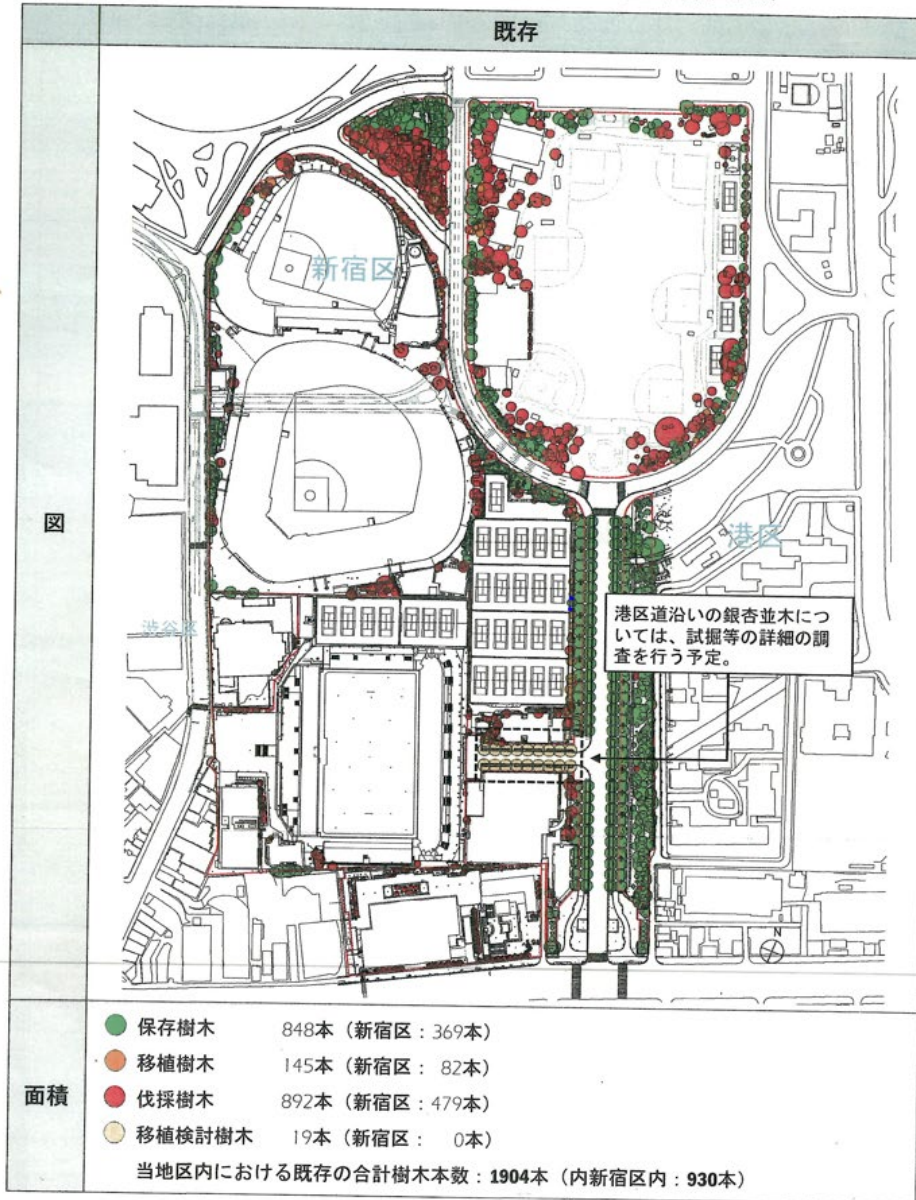 既存
図
新宿区
港区
渋谷区
港区道沿いの銀杏並木につ
いては、試掘等の詳細の調
査を行う予定。
N
面積
保存樹木 848本（新宿区：369本）
移植樹木 145本（新宿区： 82本）
伐採樹木 892本（新宿区：479本）
移植検討樹木 19本（新宿区： 0本）
当地区内における既存の合計樹木本数：1904本（内新宿区内：930本）